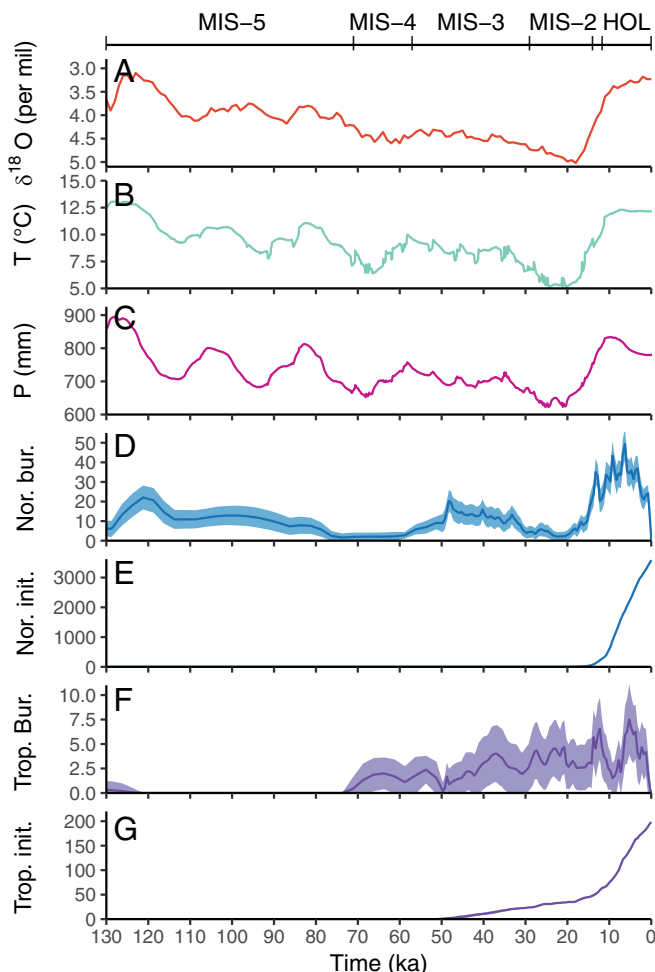 MIS−5 MIS−4 MIS−3 MIS−2 HOL
A
δ18 O (per mil)
3.0
3.5
4.0
4.5
5.0
B
T (°C)
15.0
12.5
10.0
7.5
5.0
C
P (mm)
900
800
700
600
D
Nor. bur.
50
40
30
20
10
0
E
Nor. init.
3000
2000
1000
0
F
Trop. Bur.
10.0
7.5
5.0
2.5
0.0
G
Trop. init.
200
150
100
50
0
130 120 110 100 90 80 70 60 50 40 30 20 10 0
Time (ka)